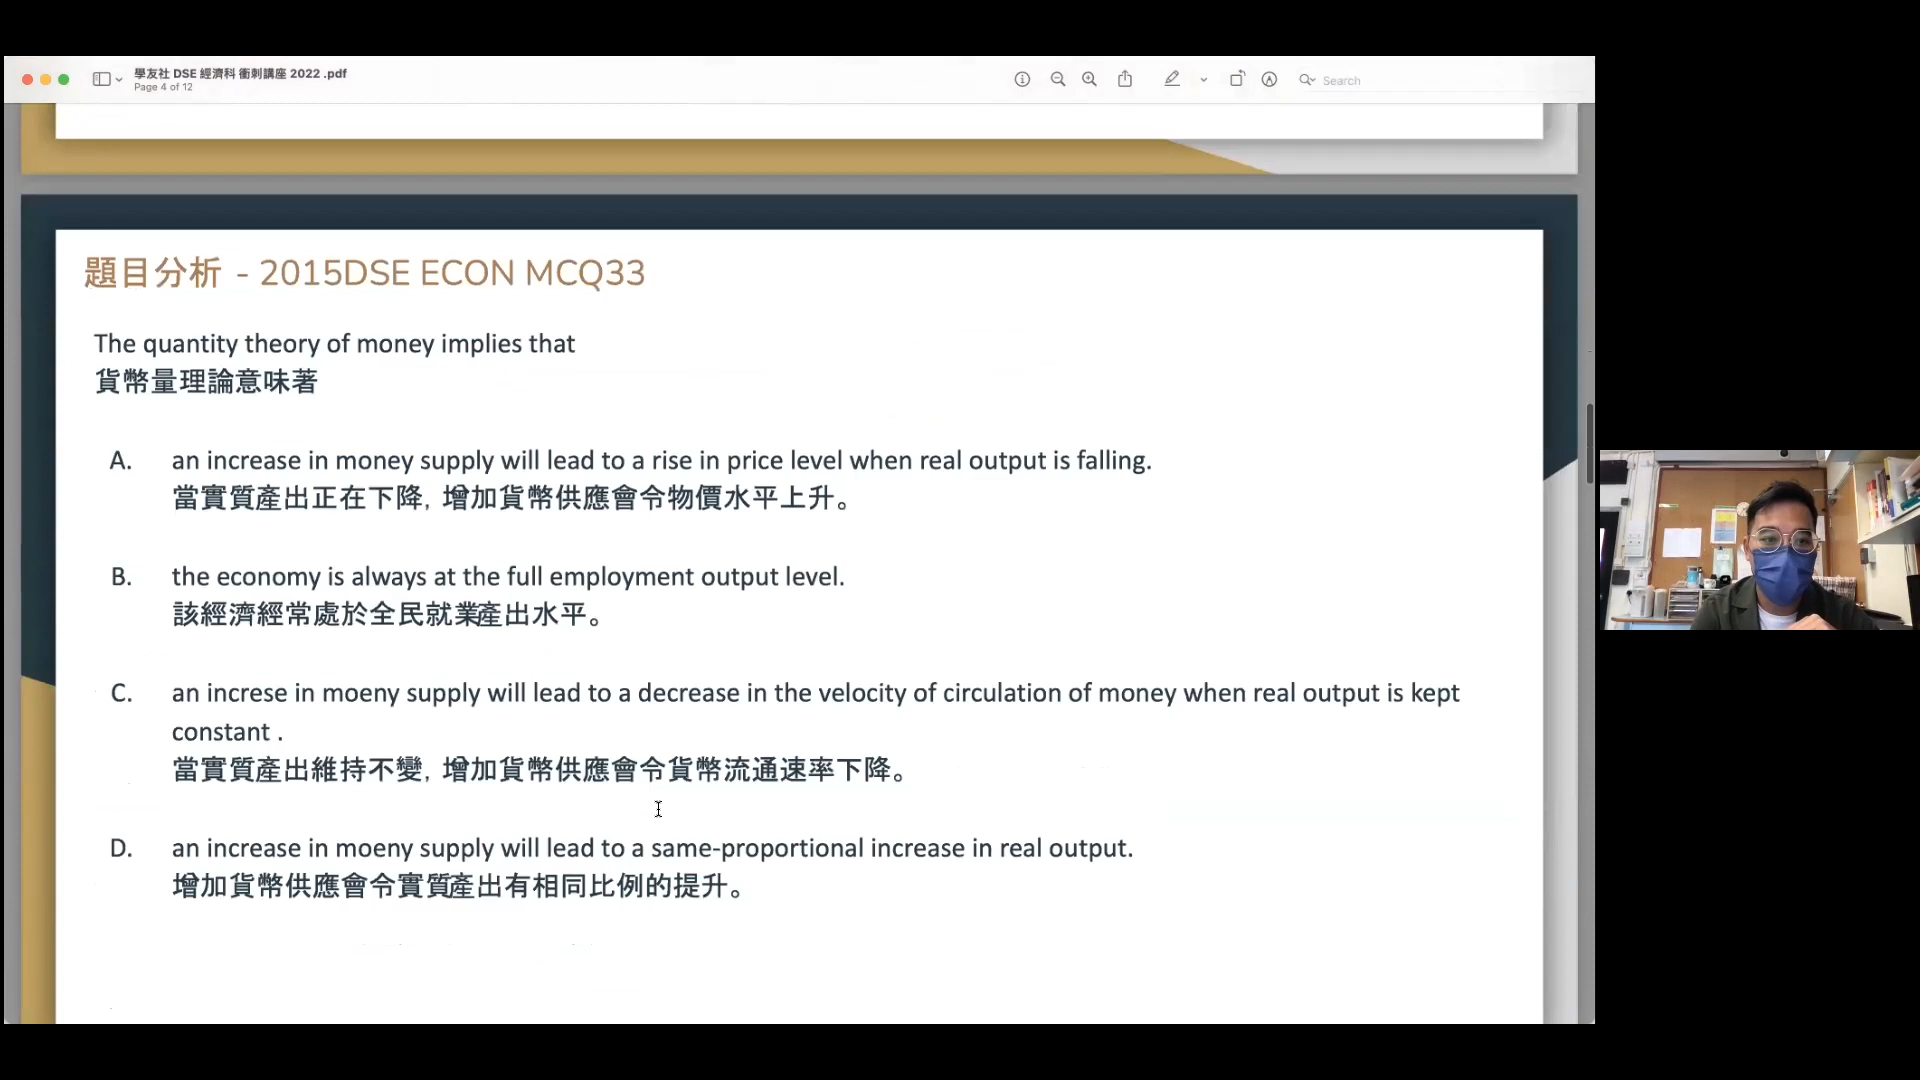 學友社 DSE 經濟科 衝刺講座 2022 .pdf
Page 4 of 12
Search
題目分析 - 2015DSE ECON MCQ33
The quantity theory of money implies that
貨幣量理論意味著
A. an increase in money supply will lead to a rise in price level when real output is falling.
當實質產出正在下降, 增加貨幣供應會令物價水平上升。
B. the economy is always at the full employment output level.
該經濟經常處於全民就業產出水平。
C. an increse in moeny supply will lead to a decrease in the velocity of circulation of money when real output is kept
constant .
當實質產出維持不變, 增加貨幣供應會令貨幣流通速率下降。
D. an increase in moeny supply will lead to a same-proportional increase in real output.
增加貨幣供應會令實質產出有相同比例的提升。